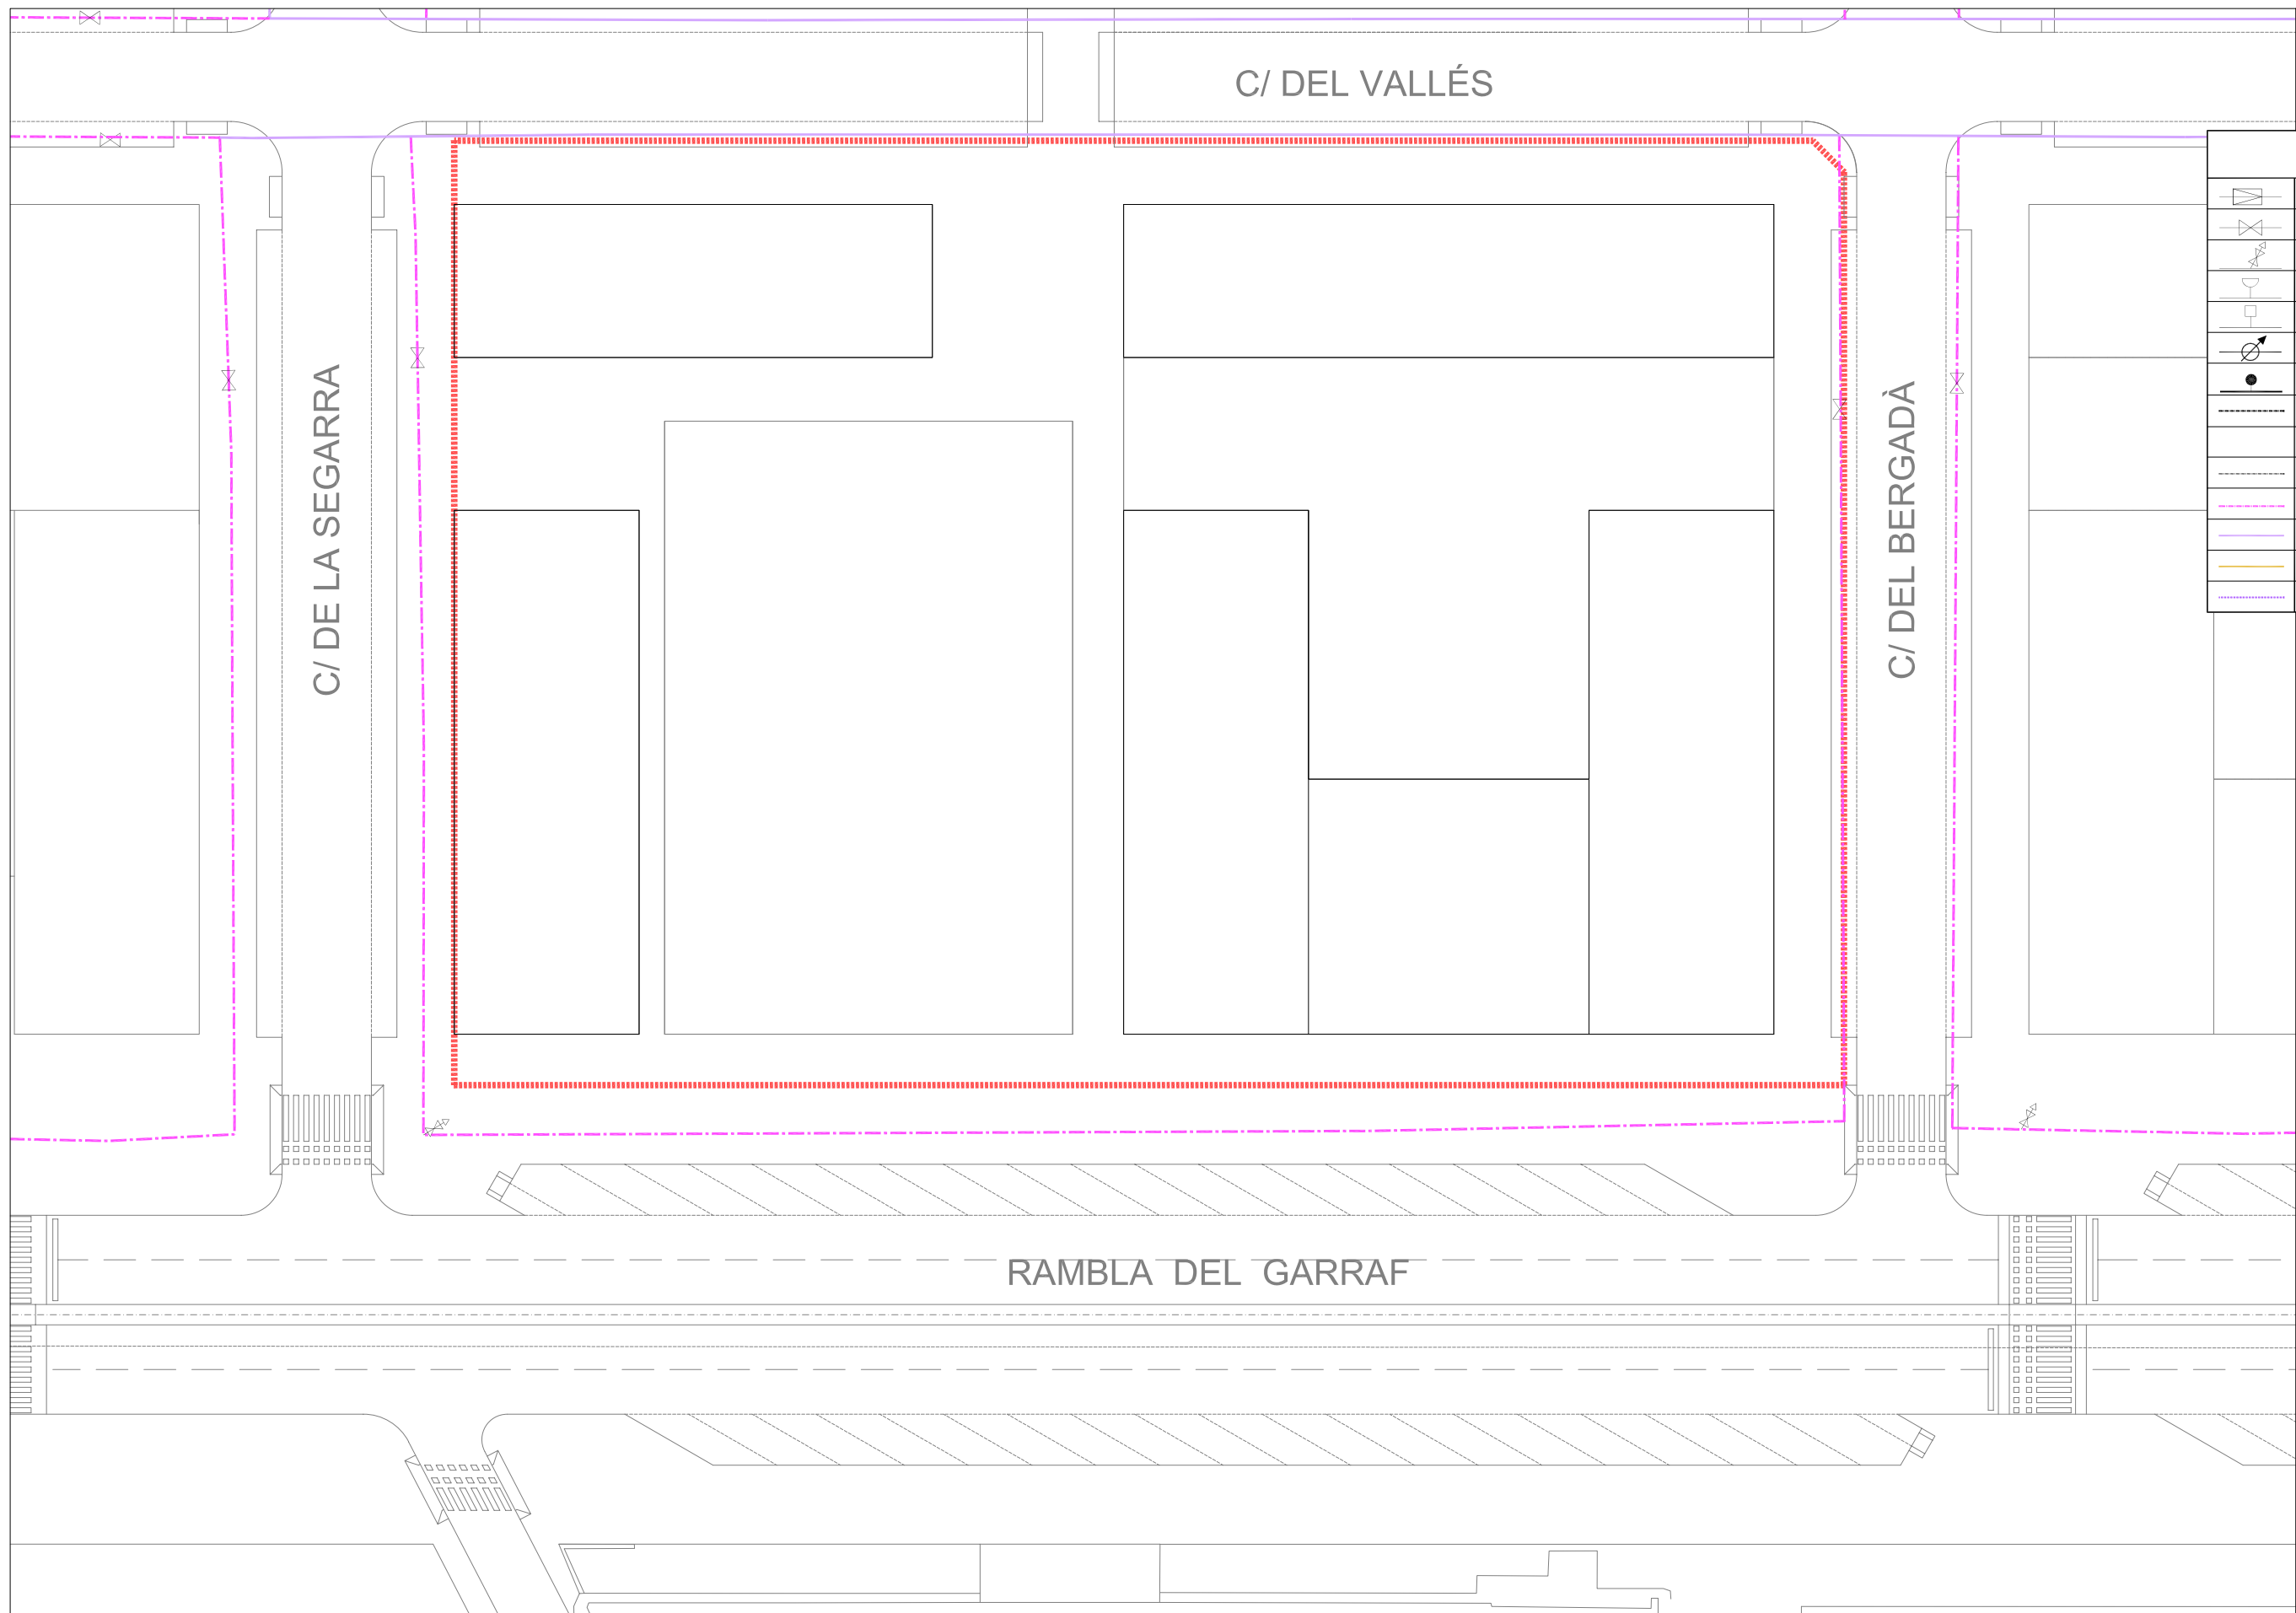 C/ DEL VALLÉS
C/ DE LA SEGARRA
C/ DEL BERGADÀ
RAMBLA DEL GARRAF